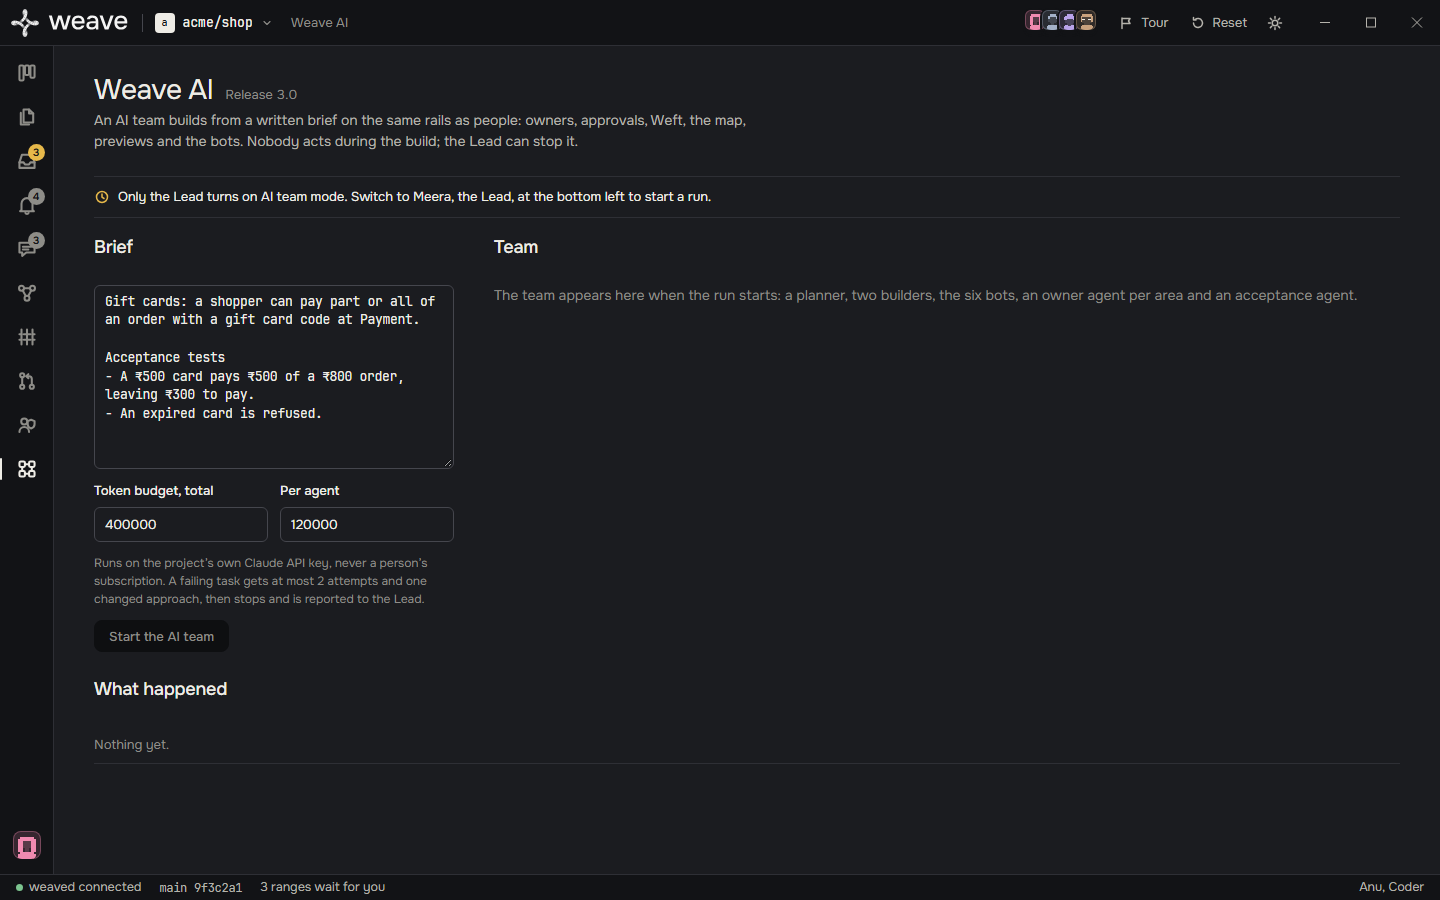 weave
a
acme/shop
Weave AI
Tour
Reset
3
4
3
Weave AI
Release 3.0
An AI team builds from a written brief on the same rails as people: owners, approvals, Weft, the map,
previews and the bots. Nobody acts during the build; the Lead can stop it.
Only the Lead turns on AI team mode. Switch to Meera, the Lead, at the bottom left to start a run.
Brief
Gift cards: a shopper can pay part or all of
an order with a gift card code at Payment.
Acceptance tests
- A ₹500 card pays ₹500 of a ₹800 order,
leaving ₹300 to pay.
- An expired card is refused.
Token budget, total
Per agent
400000
120000
Runs on the project's own Claude API key, never a person's
subscription. A failing task gets at most 2 attempts and one
changed approach, then stops and is reported to the Lead.
Start the AI team
Team
The team appears here when the run starts: a planner, two builders, the six bots, an owner agent per area and an acceptance agent.
What happened
Nothing yet.
weaved connected
main 9f3c2a1
3 ranges wait for you
Anu, Coder